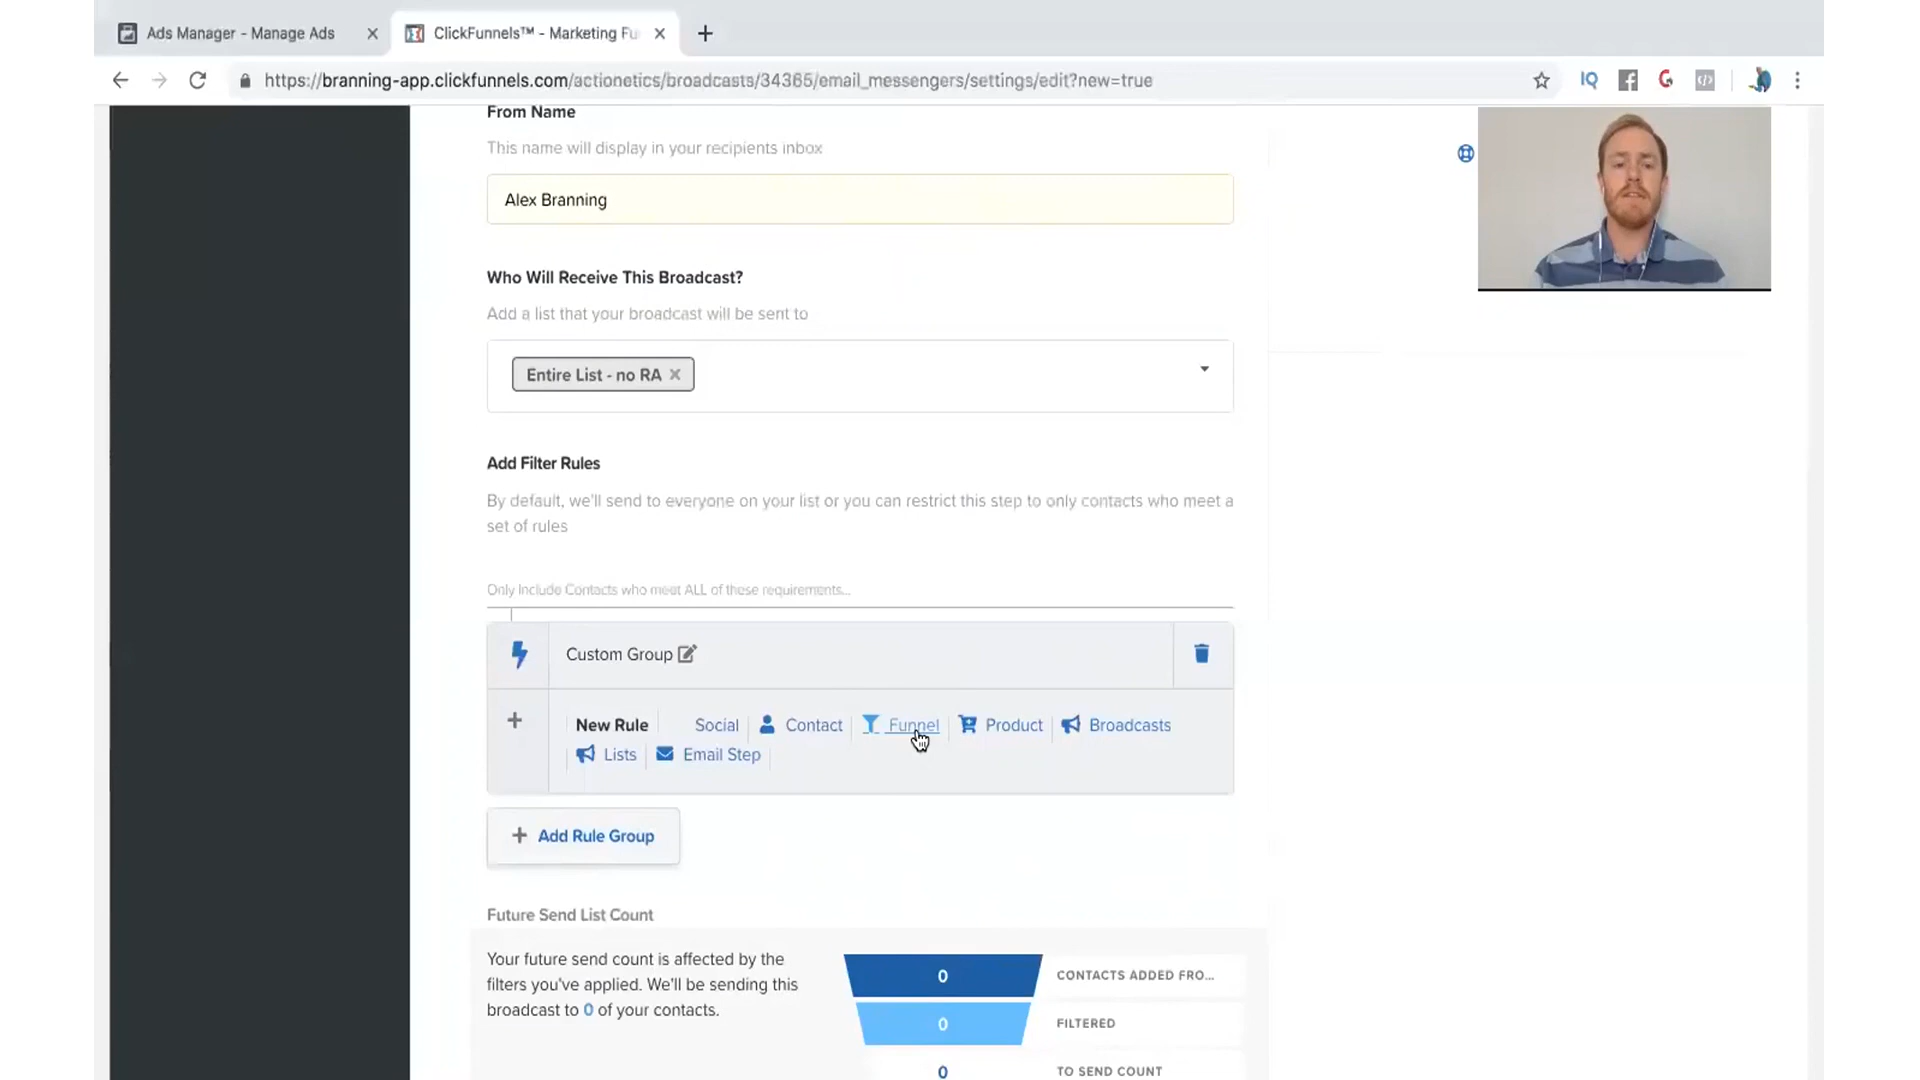 Ads Manager - Manage Ads
ClickFunnels™ - Marketing Fu
https://branning-app.clickfunnels.com/actionetics/broadcasts/34365/email_messengers/settings/edit?new=true
IQ
From Name
This name will display in your recipients inbox
Alex Branning
Who Will Receive This Broadcast?
Add a list that your broadcast will be sent to
Entire List - no RA
Add Filter Rules
By default, we'll send to everyone on your list or you can restrict this step to only contacts who meet a
set of rules
Only Include Contacts who meet ALL of these requirements...
Custom Group
New Rule Social Contact Funnel Product Broadcasts
Lists Email Step
Add Rule Group
Future Send List Count
Your future send count is affected by the
filters you've applied. We'll be sending this
broadcast to 0 of your contacts.
0 CONTACTS ADDED FRO...
0 FILTERED
0 TO SEND COUNT